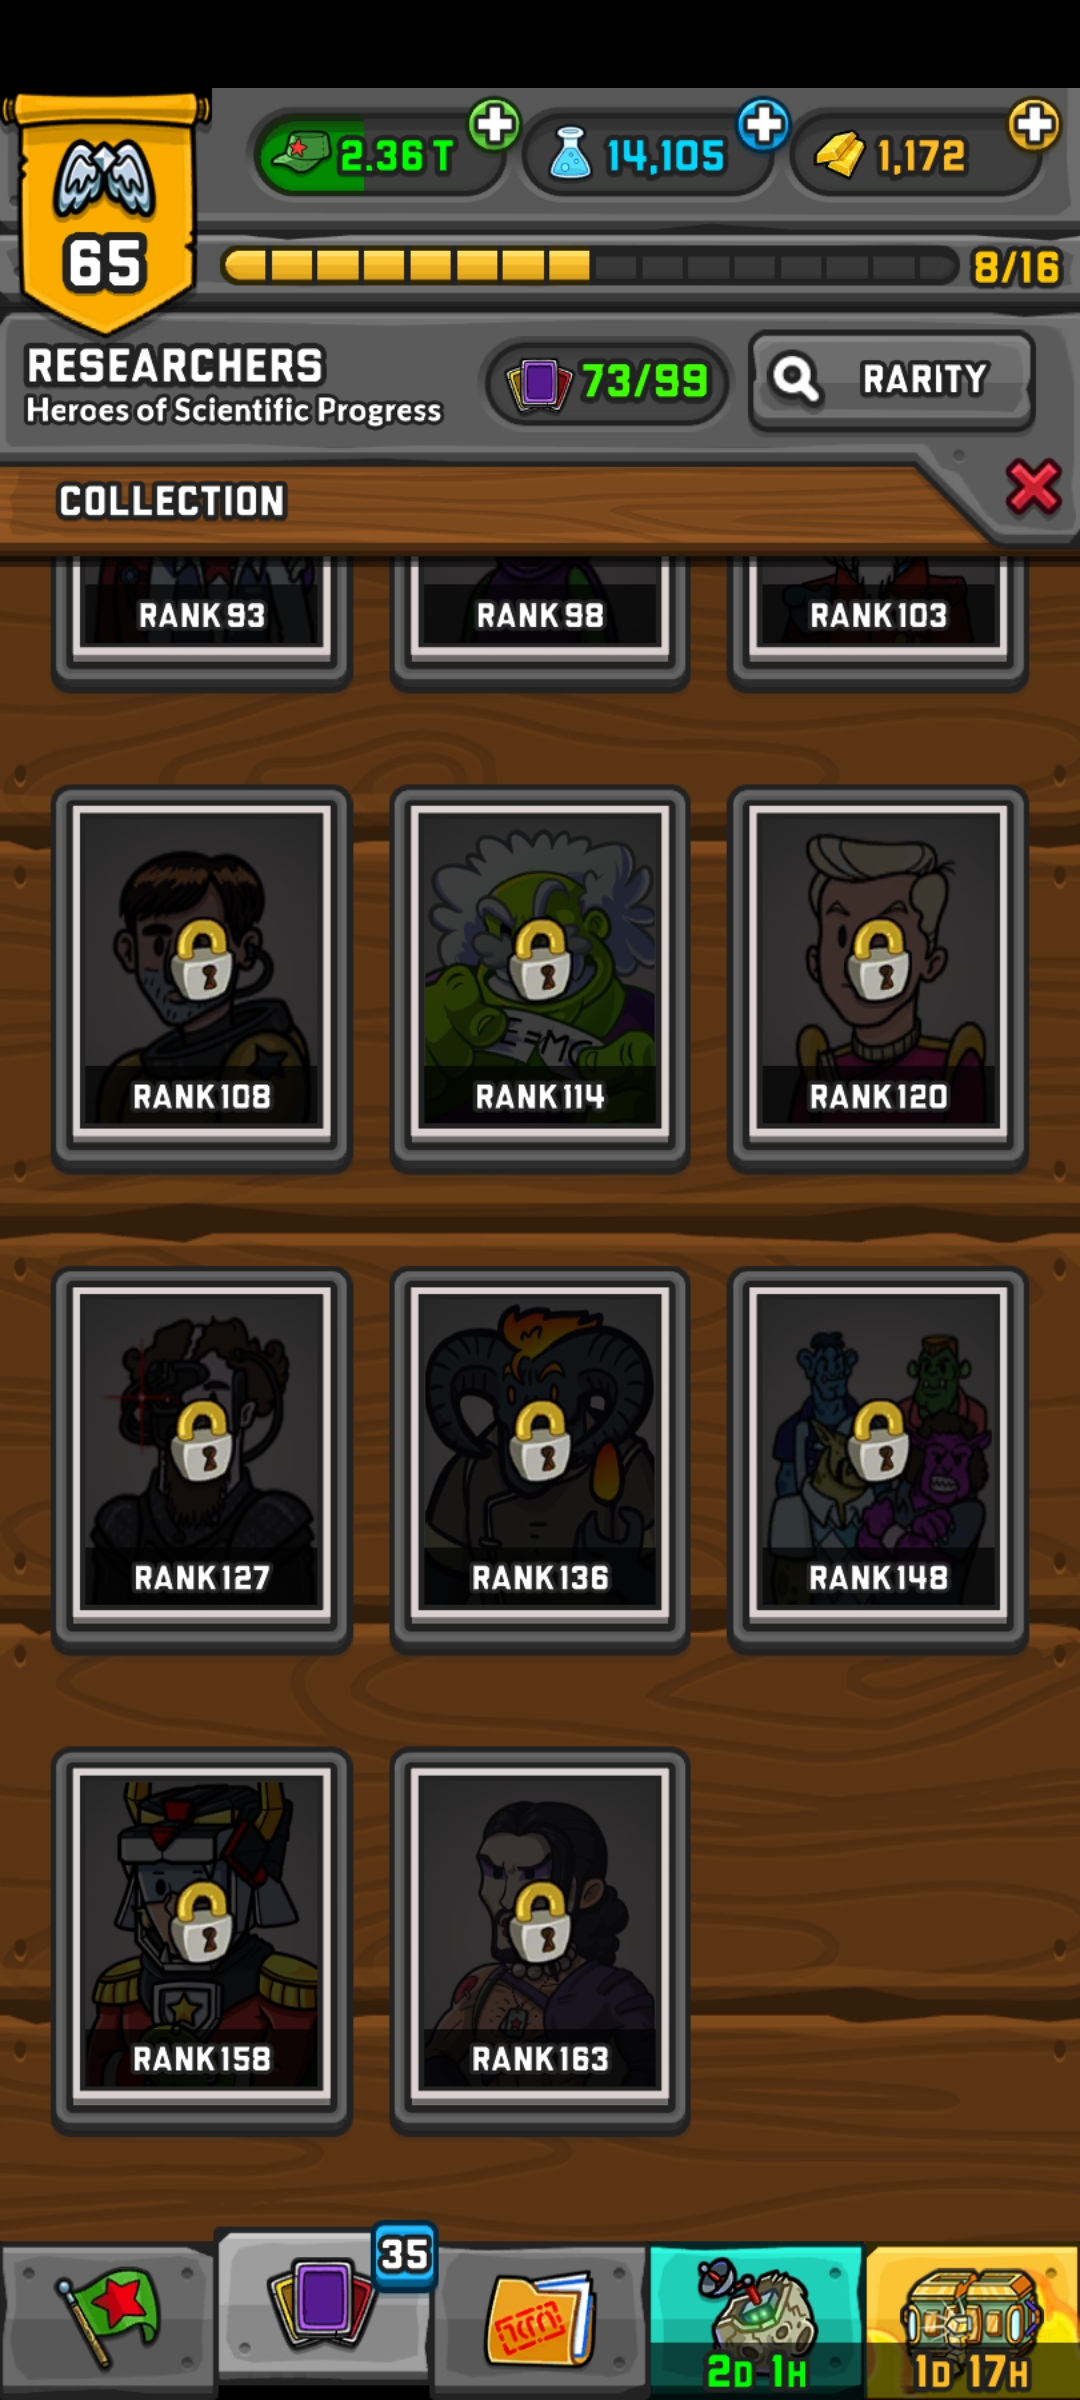 2.36 T
14,105
1,172
65
8/16
RESEARCHERS
Heroes of Scientific Progress
73/99
RARITY
COLLECTION
RANK 93
RANK 98
RANK 103
E=MC
RANK 108
RANK 114
RANK 120
RANK 127
RANK 136
RANK 148
RANK 158
RANK 163
35
2D 1H
1D 17H